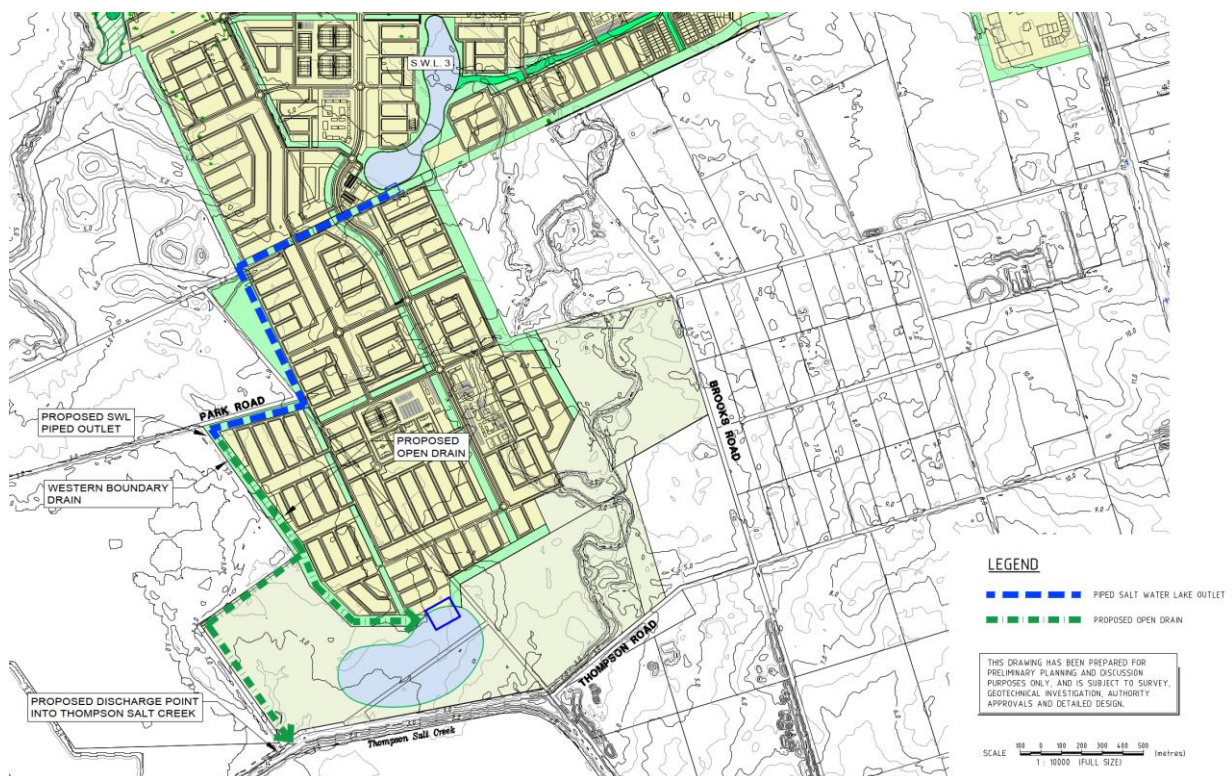 S.W.L. 3
PARK ROAD
PROPOSED SWL
PIPED OUTLET
WESTERN BOUNDARY
DRAIN
PROPOSED
OPEN DRAIN
BROOKS ROAD
THOMPSON ROAD
PROPOSED DISCHARGE POINT
INTO THOMPSON SALT CREEK
Thompson Salt Creek
LEGEND
PIPED SALT WATER LAKE OUTLET
PROPOSED OPEN DRAIN
THIS DRAWING HAS BEEN PREPARED FOR
PRELIMINARY PLANNING AND DISCUSSION
PURPOSES ONLY, AND IS SUBJECT TO SURVEY,
GEOTECHNICAL INVESTIGATION, AUTHORITY
APPROVALS AND DETAILED DESIGN.
SCALE 100 0 100 200 300 400 500 (metres)
1 : 10000 (FULL SIZE)